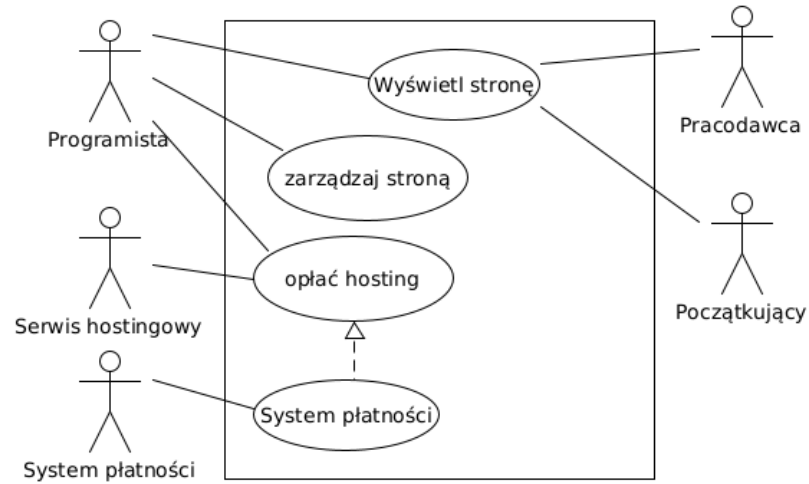 Wyświetl stronę
Pracodawca
Programista
zarządzaj stroną
opłać hosting
Początkujący
Serwis hostingowy
System płatności
System płatności